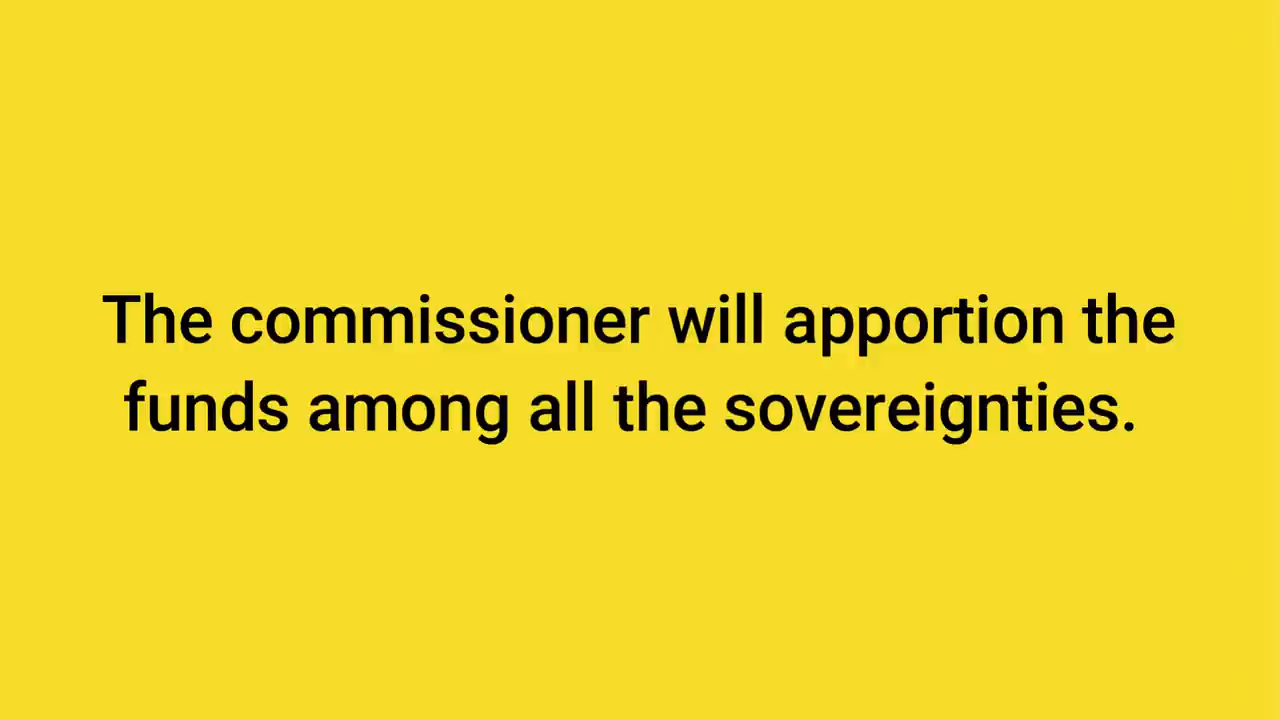 The commissioner will apportion the
funds among all the sovereignties.